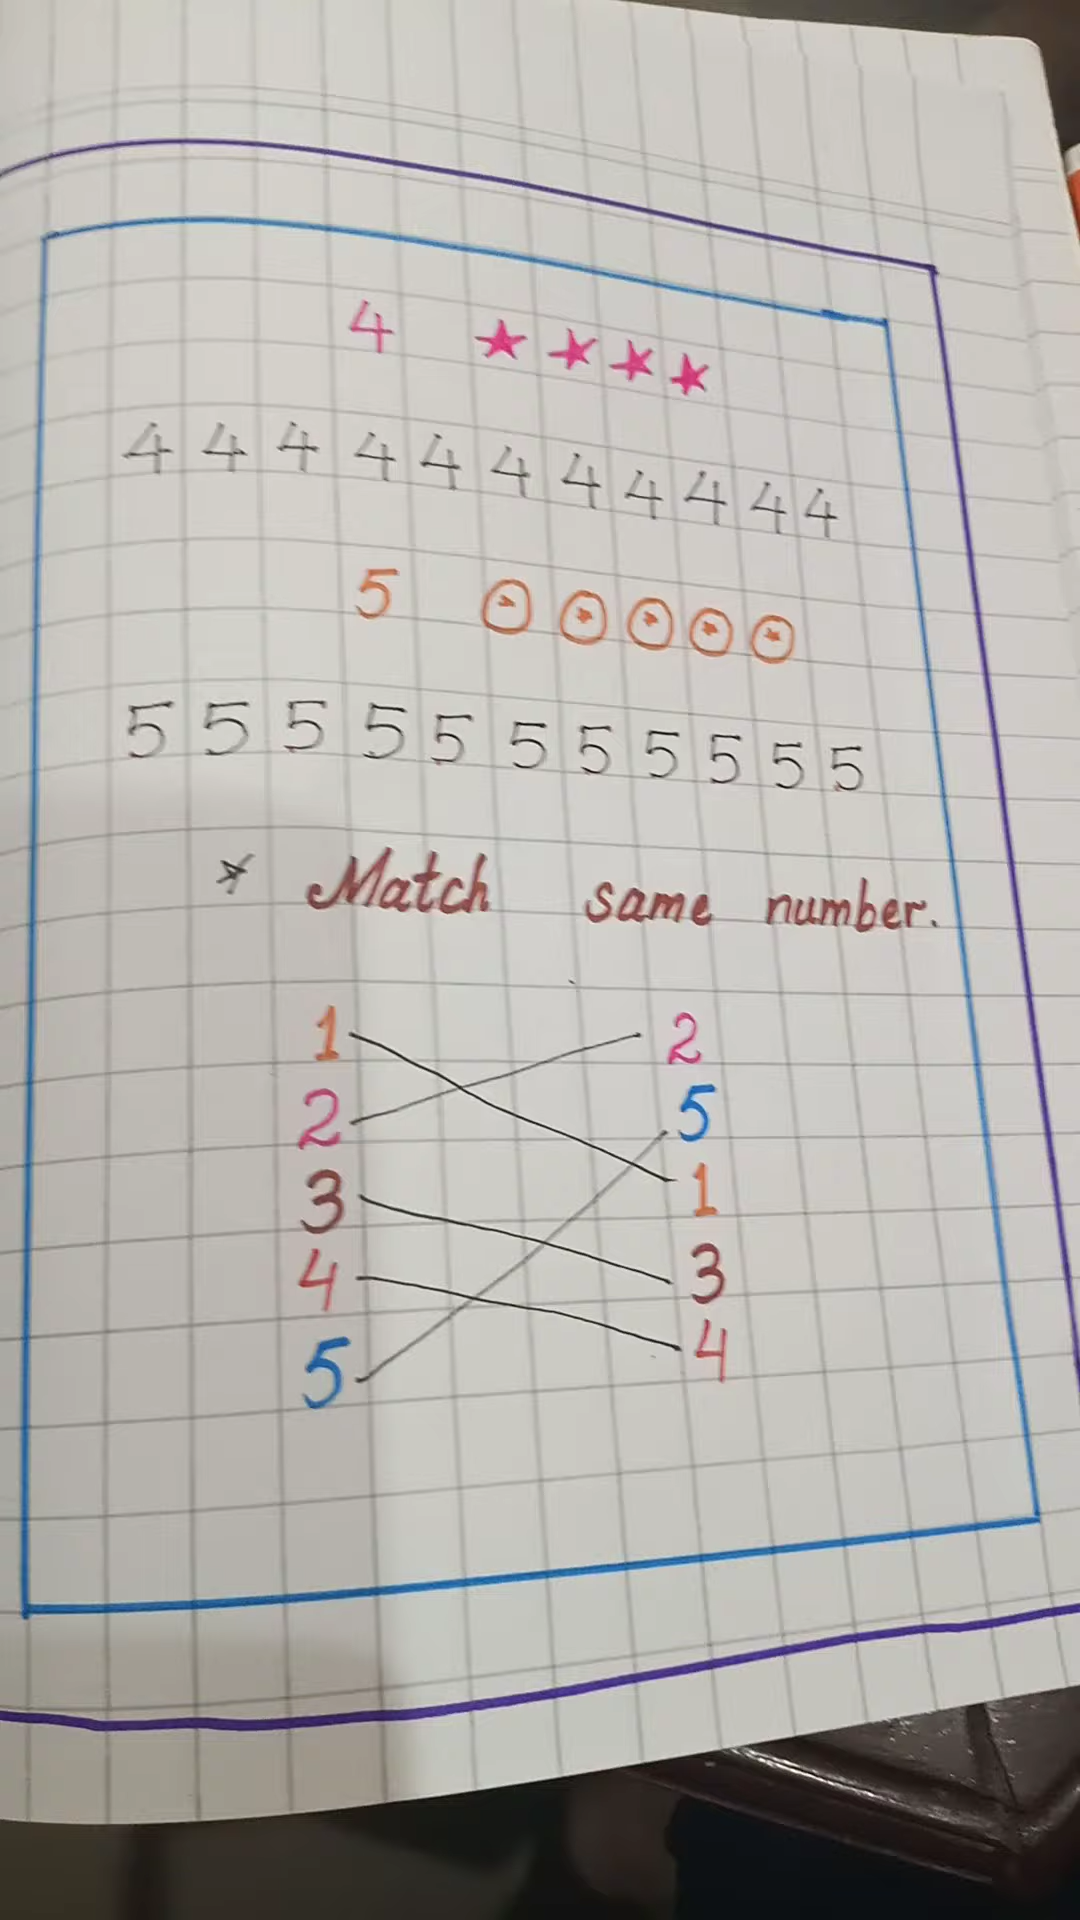 4 ★ ★ ★ ★
4 4 4 4 4 4 4 4 4 4 4
5
5 5 5 5 5 5 5 5 5 5 5
* Match same number.
1 2
2 5
3 1
4 3
5 4